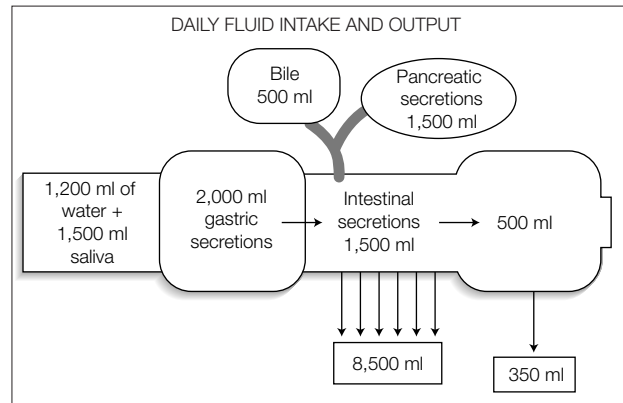 DAILY FLUID INTAKE AND OUTPUT
Bile
500 ml
Pancreatic
secretions
1,500 ml
1,200 ml of
water +
1,500 ml
saliva
2,000 ml
gastric
secretions
Intestinal
secretions
1,500 ml
500 ml
8,500 ml
350 ml